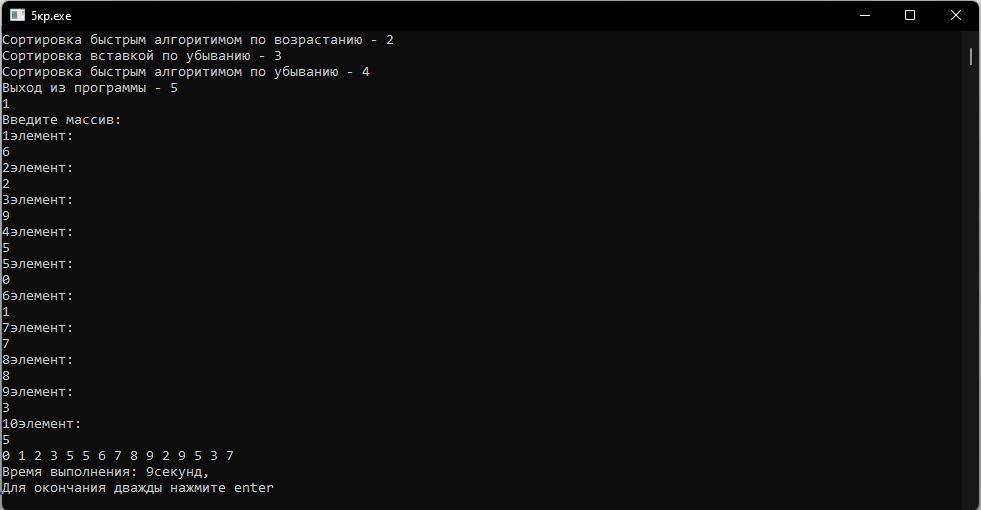 5кр.exe
Сортировка быстрым алгоритимом по возрастанию - 2
Сортировка вставкой по убыванию - 3
Сортировка быстрым алгоритимом по убыванию - 4
Выход из программы - 5
1
Введите массив:
1элемент:
6
2элемент:
2
3элемент:
9
4элемент:
5
5элемент:
0
6элемент:
1
7элемент:
7
8элемент:
8
9элемент:
3
10элемент:
5
0 1 2 3 5 5 6 7 8 9 2 9 5 3 7
Время выполнения: 9секунд,
Для окончания дважды нажмите enter